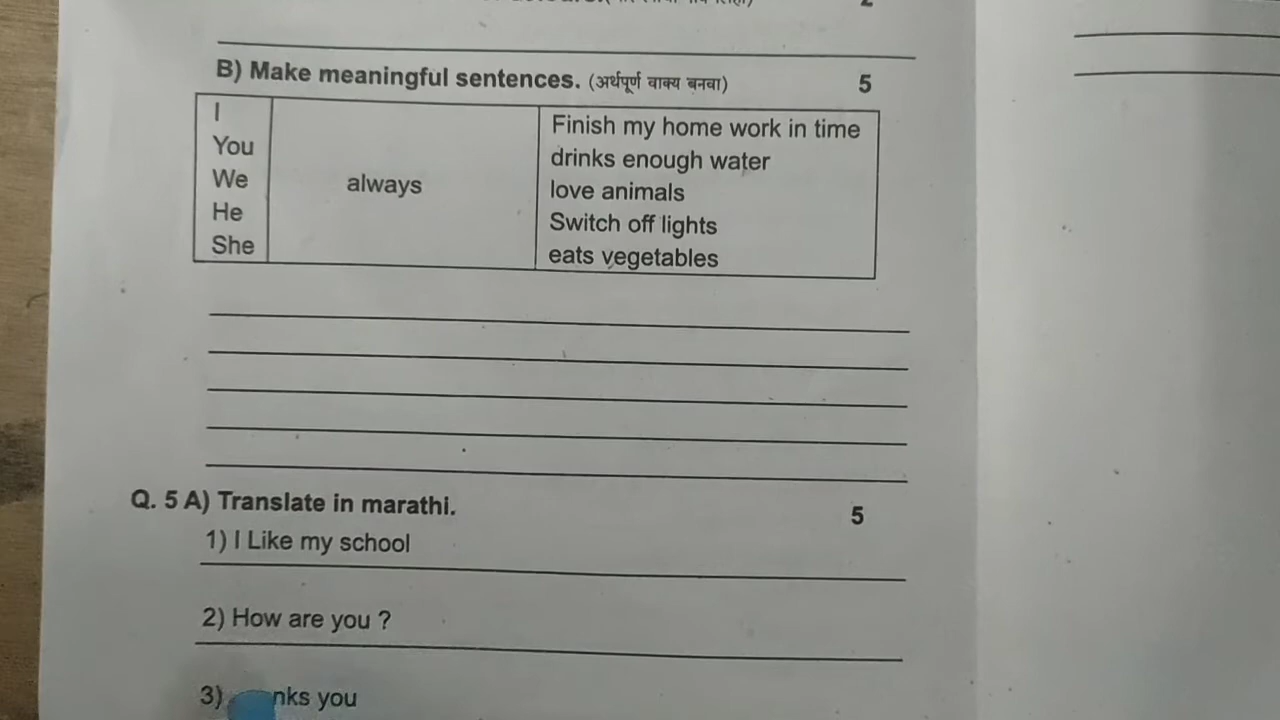 2
B) Make meaningful sentences. (अर्थपूर्ण वाक्य बनवा) 5
I
You
We
He
She
always
Finish my home work in time
drinks enough water
love animals
Switch off lights
eats vegetables
Q. 5 A) Translate in marathi. 5
1) I Like my school
2) How are you ?
3) you